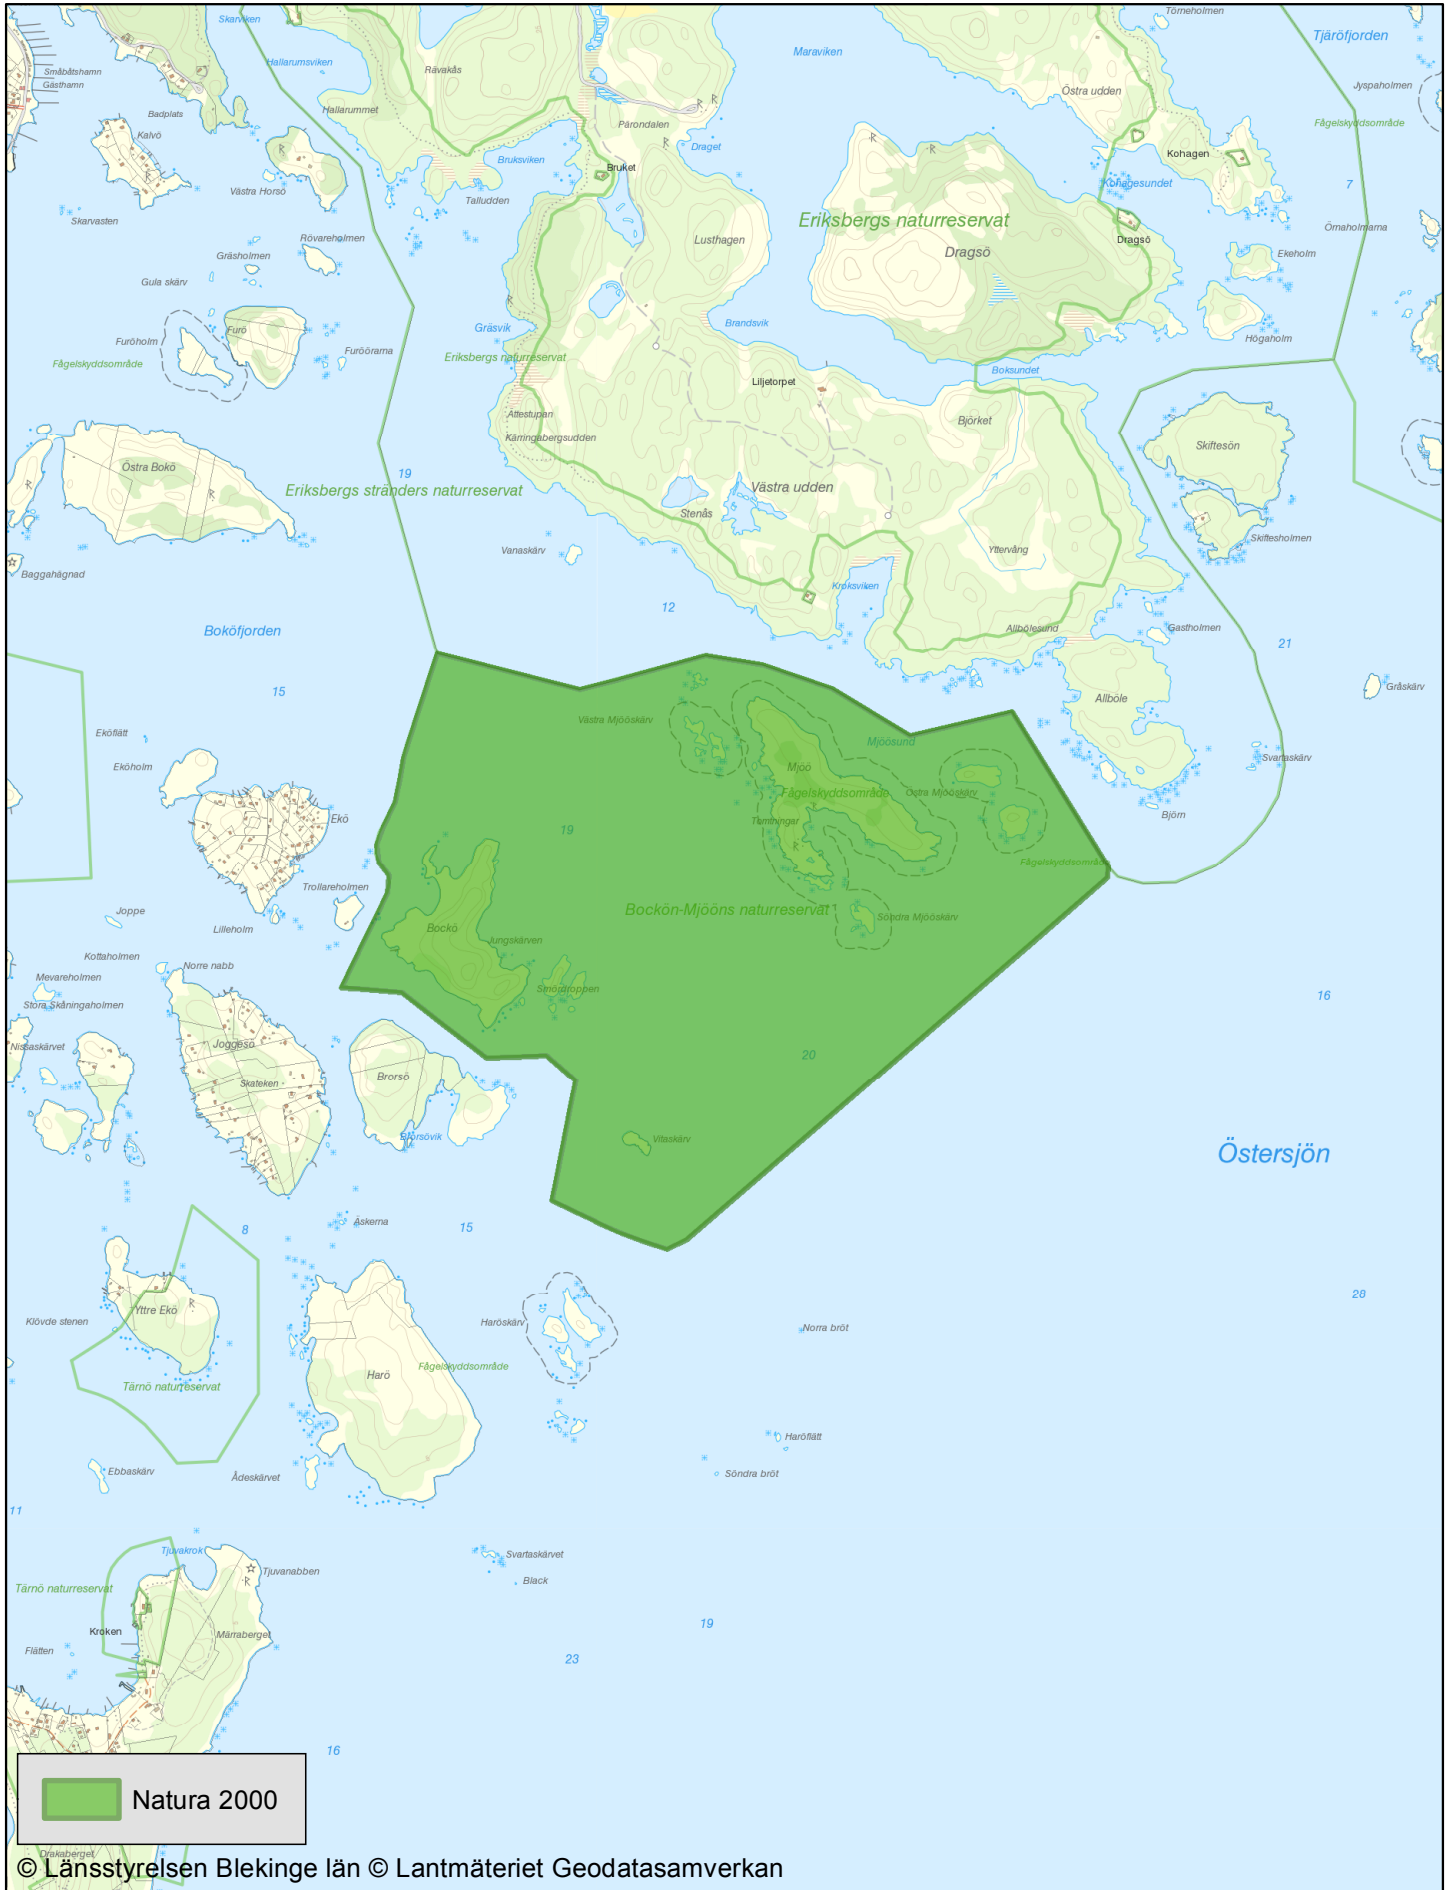 Skarviken
Törneholmen
Tjäröfjorden
Maraviken
Hallarumsviken
Rävakås
Småbåtshamn
Gästhamn
Jyspaholmen
Östra udden
Badplats
Hallarummet
Pårondalen
Fågelskyddsområde
Kalvö
Draget
Kohagen
Bruksviken
Bruket
7
Kohagesundet
Västra Horsö
Talludden
Skarvasten
Eriksbergs naturreservat
Örnaholmarna
Rövareholmen
Lusthagen
Dragsö
Dragsö
Gräsholmen
Ekeholm
Gula skärv
Brandsvik
Gräsvik
Furö
Furöholm
Högaholm
Furöörarna
Eriksbergs naturreservat
Fågelskyddsområde
Boksundet
Liljetorpet
Attestupan
Björket
Kärringabergsudden
Skiftesön
Östra Bokö
19
Eriksbergs stränders naturreservat
Västra udden
Stenås
Skiftesholmen
Vanaskärv
Yttervång
Baggahägnad
Kroksviken
12
Allbölesund
Gastholmen
Boköfjorden
21
15
Gråskärv
Allböle
Västra Mjööskärv
Eköflätt
Mjöösund
Svartaskärv
Eköholm
Mjöö
Fågelskyddsområde
Östra Mjööskärv
Björn
Ekö
Tomtningar
19
Fågelskyddsområde
Trollareholmen
Joppe
Bockön-Mjööns naturreservat
Söndra Mjööskärv
Lilleholm
Bockö
Jungskärven
Kottaholmen
Norre nabb
Mevareholmen
Smörtroppen
16
Stora Skåningaholmen
Nissaskärvet
Joggesö
20
Brorsö
Skateken
Brorsövik
Vitaskärv
Östersjön
Äskerna
8
15
28
Yttre Ekö
Klövde stenen
Haröskärv
Norra bröt
Harö
Fågelskyddsområde
Tärnö naturreservat
Haröflätt
Ebbaskärv
Ådeskärvet
Söndra bröt
11
Tjuvakrok
Svartaskärvet
Tjuvanabben
Black
Tärnö naturreservat
19
Kroken
Märraberget
Flätten
23
16
Natura 2000
Drakaberget
© Länsstyrelsen Blekinge län © Lantmäteriet Geodatasamverkan